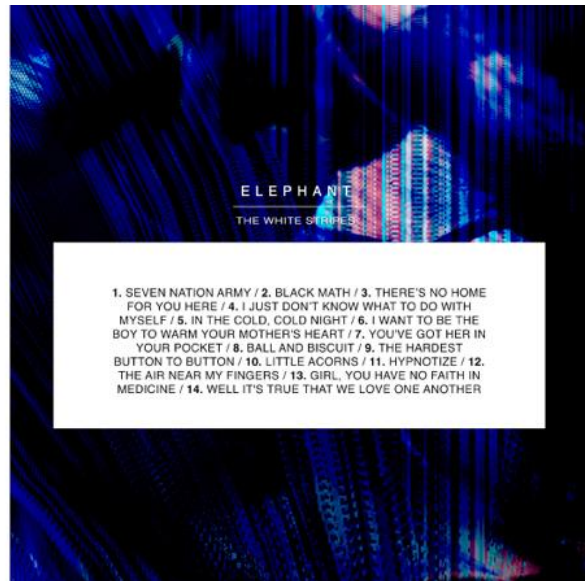 ELEPHANT
THE WHITE STRIPES
1. SEVEN NATION ARMY / 2. BLACK MATH / 3. THERE'S NO HOME
FOR YOU HERE / 4. I JUST DON'T KNOW WHAT TO DO WITH
MYSELF / 5. IN THE COLD, COLD NIGHT / 6. I WANT TO BE THE
BOY TO WARM YOUR MOTHER'S HEART / 7. YOU'VE GOT HER IN
YOUR POCKET / 8. BALL AND BISCUIT / 9. THE HARDEST
BUTTON TO BUTTON / 10. LITTLE ACORNS / 11. HYPNOTIZE / 12.
THE AIR NEAR MY FINGERS / 13. GIRL, YOU HAVE NO FAITH IN
MEDICINE / 14. WELL IT'S TRUE THAT WE LOVE ONE ANOTHER